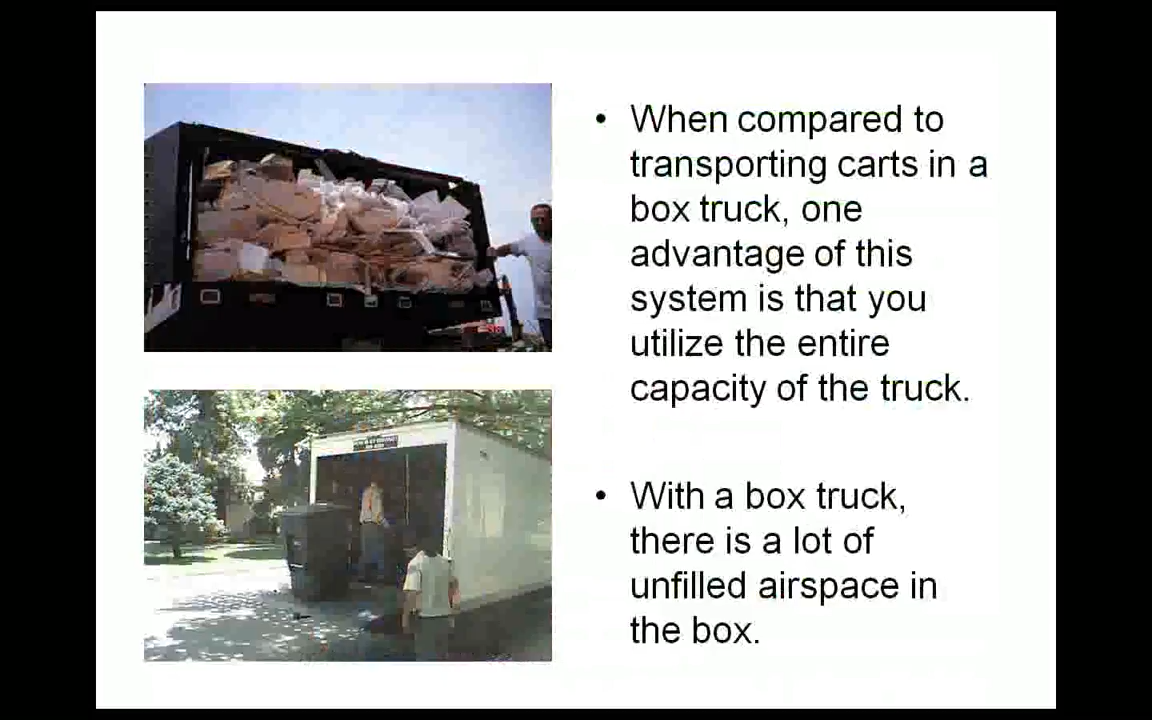 • When compared to
transporting carts in a
box truck, one
advantage of this
system is that you
utilize the entire
capacity of the truck.
• With a box truck,
there is a lot of
unfilled airspace in
the box.